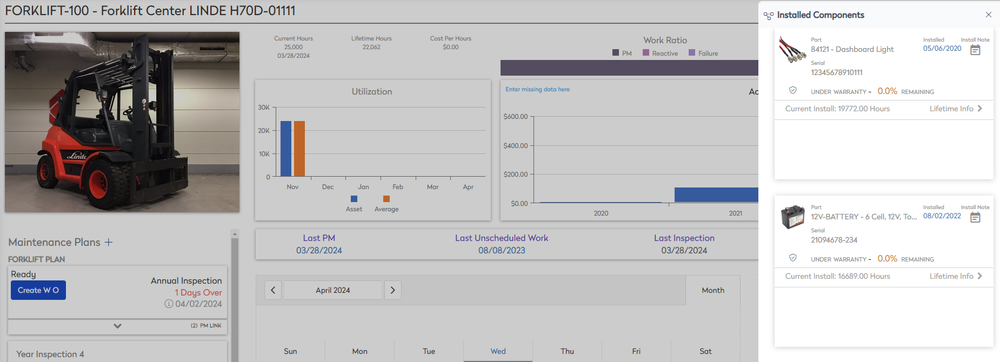 FORKLIFT-100 - Forklift Center LINDE H70D-01111
Current Hours
25,000
03/28/2024
Lifetime Hours
22,062
Cost Per Hours
$0.00
Work Ratio
PM Reactive Failure
Linde
Utilization
30K
20K
10K
0
Nov Dec Jan Feb Mar Apr
Asset Average
Enter missing data here
Ac
$600.00
$400.00
$200.00
$0.00
2020 2021
Last PM
03/28/2024
Last Unscheduled Work
08/08/2023
Last Inspection
03/28/2024
Maintenance Plans +
FORKLIFT PLAN
Ready
Create W O
Annual Inspection
1 Days Over
04/02/2024
(2) PM LINK
Year Inspection 4
April 2024
Month
Sun Mon Tue Wed Thu Fri Sat
Installed Components
Part
84121 - Dashboard Light
Installed
05/06/2020
Install Note
Serial
12345678910111
UNDER WARRANTY - 0.0% REMAINING
Current Install: 19772.00 Hours
Lifetime Info
Part
12V-BATTERY - 6 Cell, 12V, To...
Installed
08/02/2022
Install Note
Serial
21094678-234
UNDER WARRANTY - 0.0% REMAINING
Current Install: 16689.00 Hours
Lifetime Info